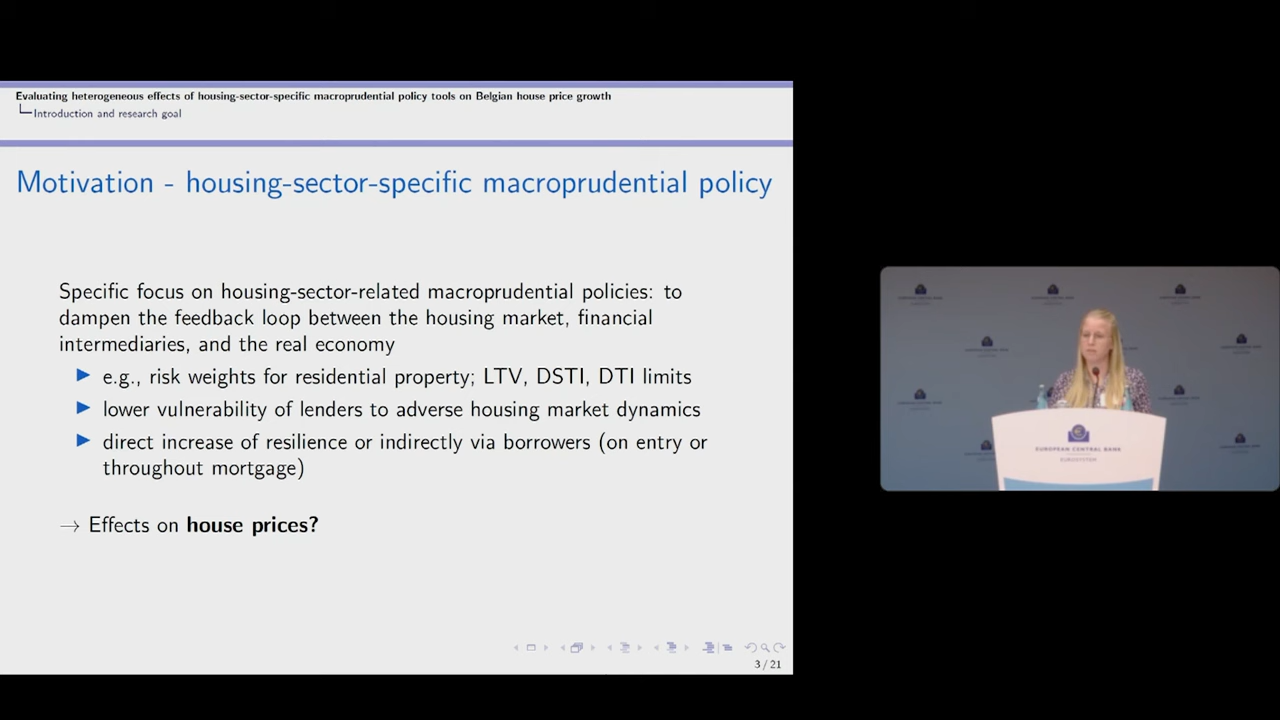 Evaluating heterogeneous effects of housing-sector-specific macroprudential policy tools on Belgian house price growth
Introduction and research goal
Motivation - housing-sector-specific macroprudential policy
Specific focus on housing-sector-related macroprudential policies: to
dampen the feedback loop between the housing market, financial
intermediaries, and the real economy
▶ e.g., risk weights for residential property; LTV, DSTI, DTI limits
▶ lower vulnerability of lenders to adverse housing market dynamics
▶ direct increase of resilience or indirectly via borrowers (on entry or
throughout mortgage)
→ Effects on house prices?
3 / 21
EUROPEAN CENTRAL BANK
EUROSYSTEM